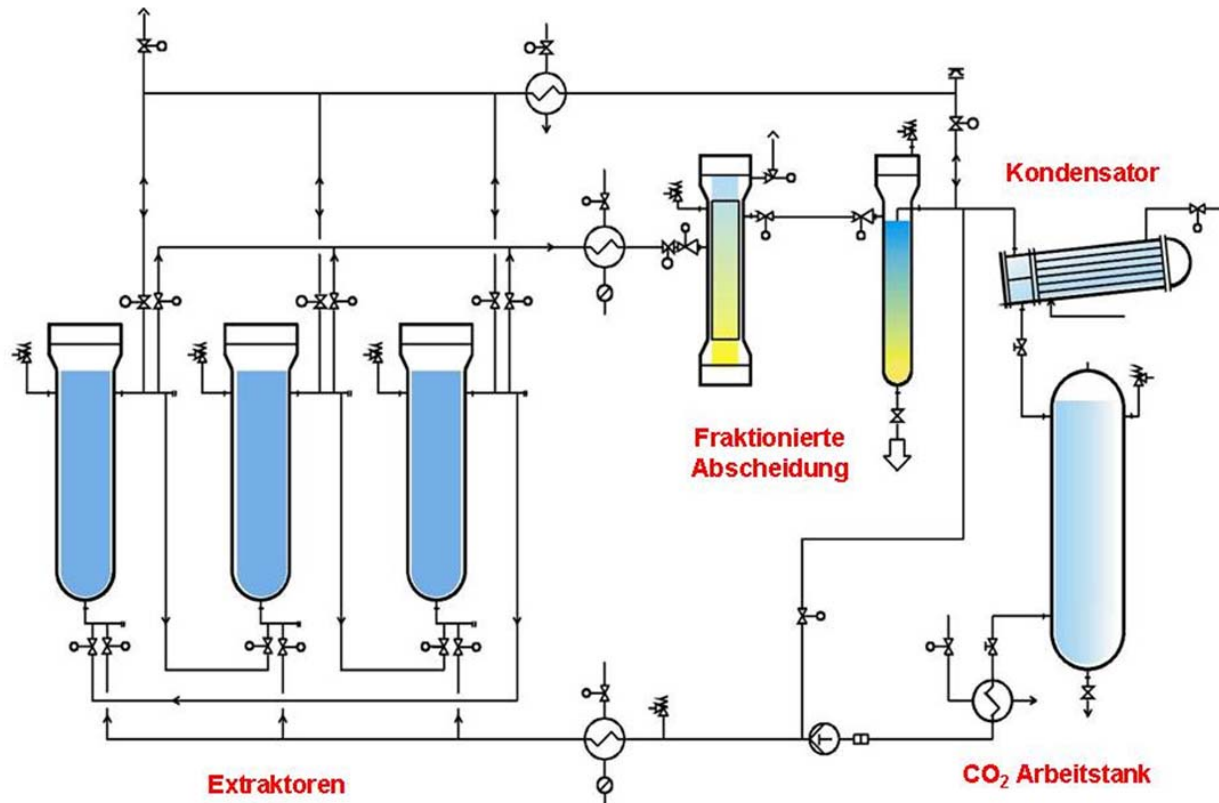 Kondensator
Fraktionierte
Abscheidung
Extraktoren
CO₂ Arbeitstank